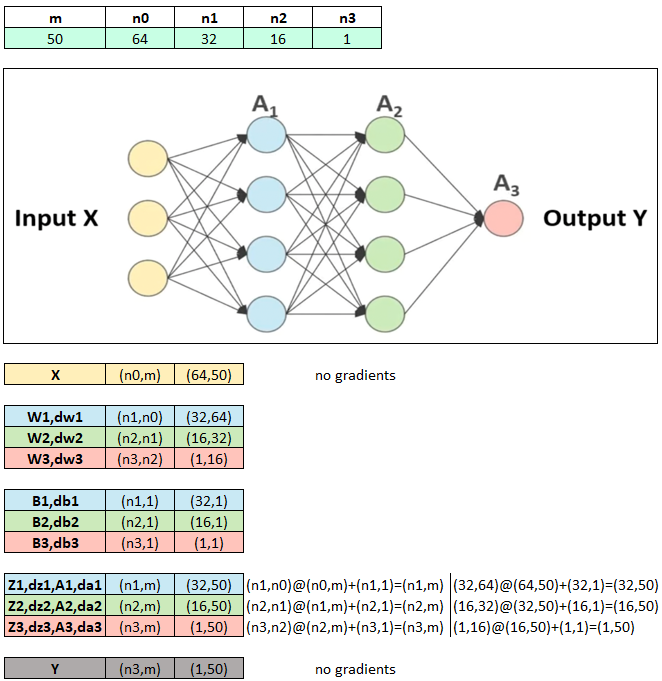 m n0 n1 n2 n3
50 64 32 16 1
A1 A2
A3
Input X Output Y
X (n0,m) (64,50) no gradients
W1,dw1 (n1,n0) (32,64)
W2,dw2 (n2,n1) (16,32)
W3,dw3 (n3,n2) (1,16)
B1,db1 (n1,1) (32,1)
B2,db2 (n2,1) (16,1)
B3,db3 (n3,1) (1,1)
Z1,dz1,A1,da1 (n1,m) (32,50) (n1,n0)@(n0,m)+(n1,1)=(n1,m) (32,64)@(64,50)+(32,1)=(32,50)
Z2,dz2,A2,da2 (n2,m) (16,50) (n2,n1)@(n1,m)+(n2,1)=(n2,m) (16,32)@(32,50)+(16,1)=(16,50)
Z3,dz3,A3,da3 (n3,m) (1,50) (n3,n2)@(n2,m)+(n3,1)=(n3,m) (1,16)@(16,50)+(1,1)=(1,50)
Y (n3,m) (1,50) no gradients